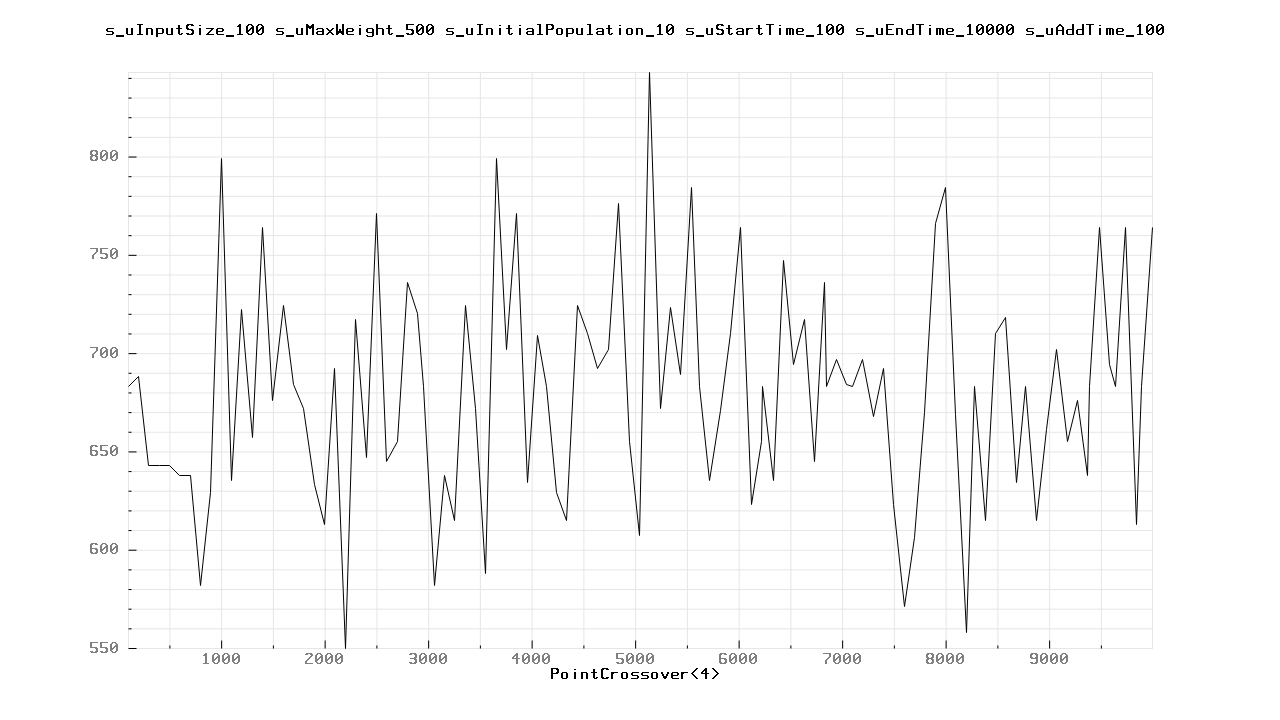 s_uInputSize_100 s_uMaxWeight_500 s_uInitialPopulation_10 s_uStartTime_100 s_uEndTime_10000 s_uAddTime_100
800
750
700
650
600
550
1000 2000 3000 4000 5000 6000 7000 8000 9000
PointCrossover<4>